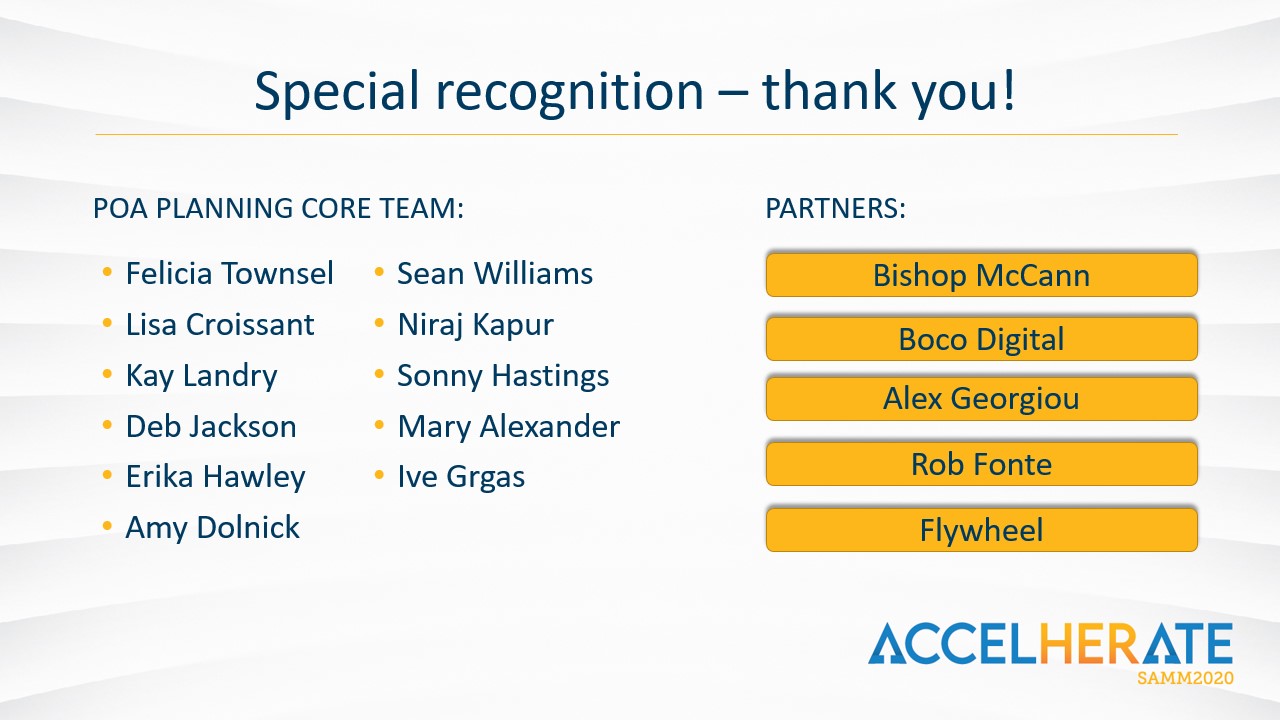 Special recognition – thank you!
POA PLANNING CORE TEAM:
• Felicia Townsel
• Lisa Croissant
• Kay Landry
• Deb Jackson
• Erika Hawley
• Amy Dolnick
• Sean Williams
• Niraj Kapur
• Sonny Hastings
• Mary Alexander
• Ive Grgas
PARTNERS:
Bishop McCann
Boco Digital
Alex Georgiou
Rob Fonte
Flywheel
ACCELHERATE
SAMM2020